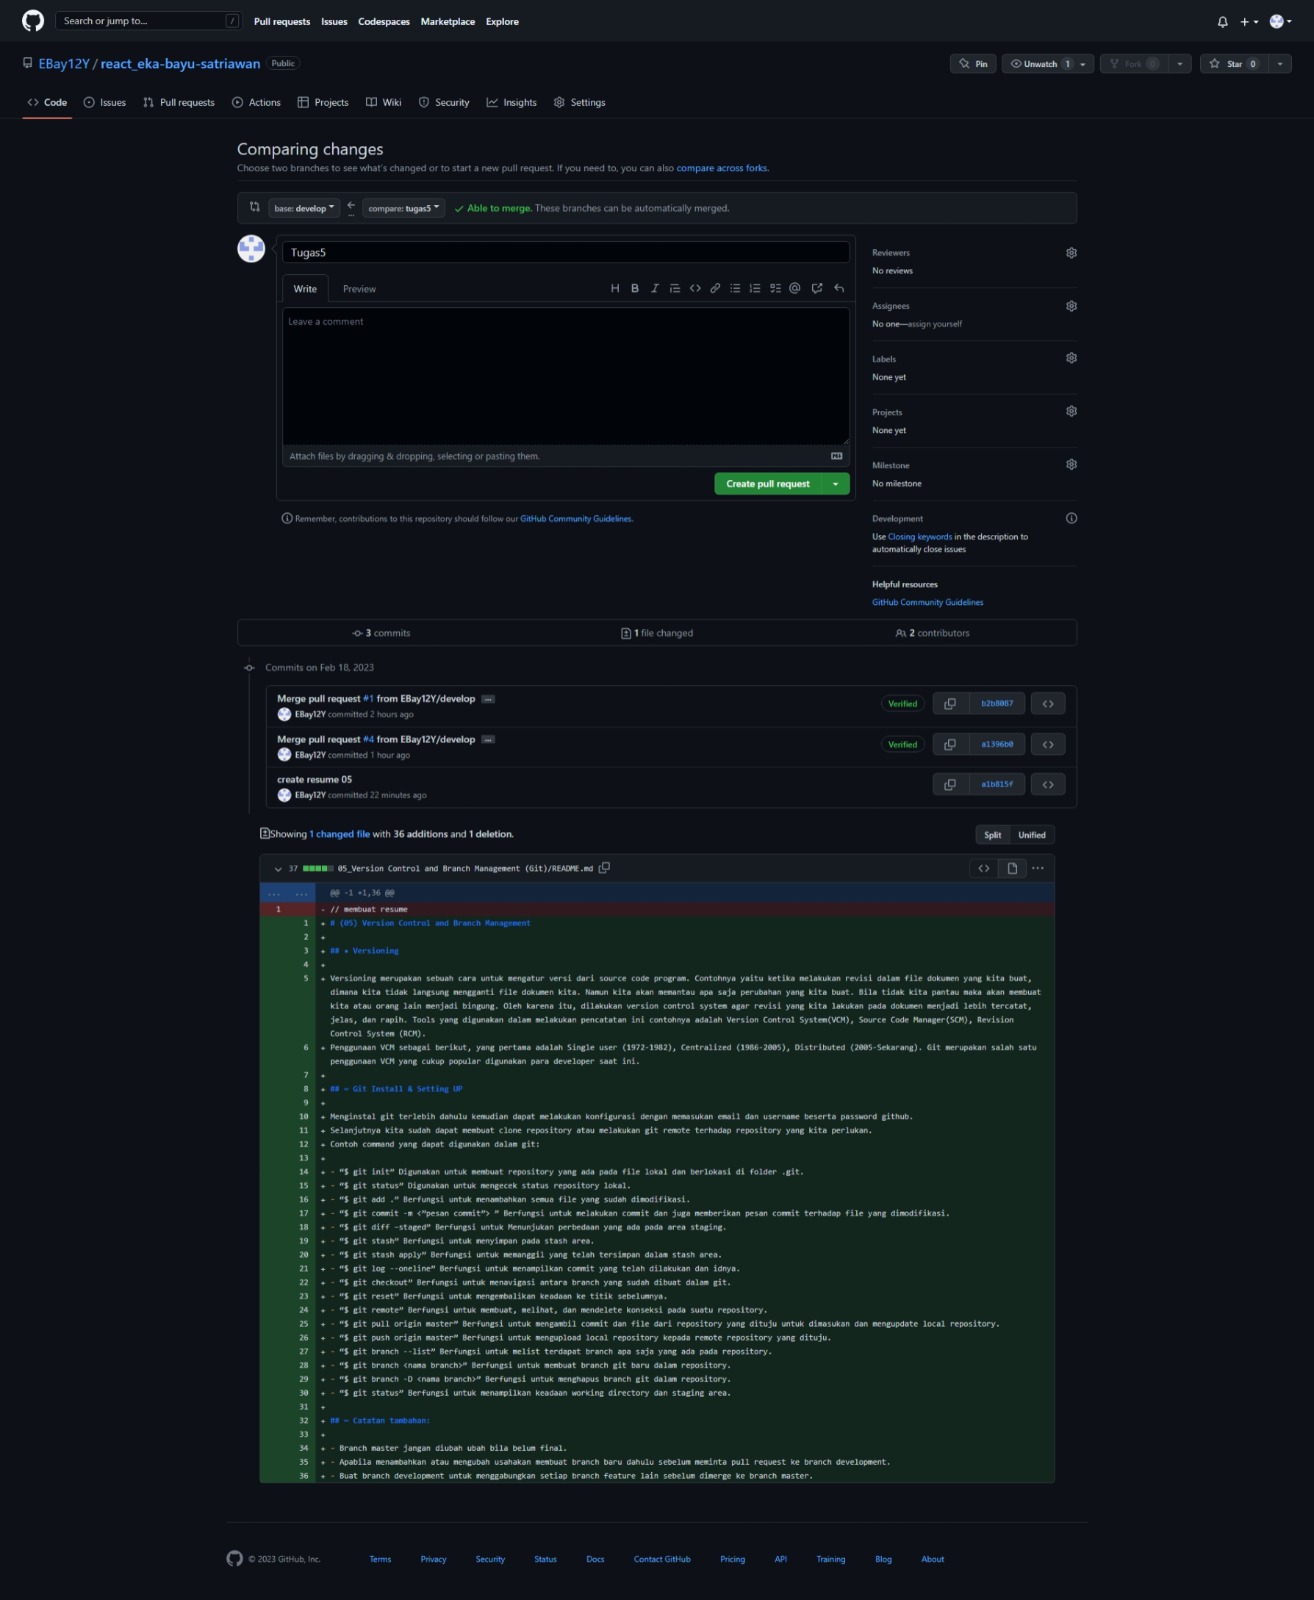 Search or jump to... /
Pull requests Issues Codespaces Marketplace Explore
EBay12Y / react_eka-bayu-satriawan Public
Pin Unwatch 1 Fork 0 Star 0
Code Issues Pull requests Actions Projects Wiki Security Insights Settings
Comparing changes
Choose two branches to see what's changed or to start a new pull request. If you need to, you can also compare across forks.
base: develop ... compare: tugas5 Able to merge. These branches can be automatically merged.
Tugas5
Write Preview
Leave a comment
Attach files by dragging & dropping, selecting or pasting them.
Create pull request
Remember, contributions to this repository should follow our GitHub Community Guidelines.
Reviewers
No reviews
Assignees
No one—assign yourself
Labels
None yet
Projects
None yet
Milestone
No milestone
Development
Use Closing keywords in the description to
automatically close issues
Helpful resources
GitHub Community Guidelines
3 commits 1 file changed 2 contributors
Commits on Feb 18, 2023
Merge pull request #1 from EBay12Y/develop ...
EBay12Y committed 2 hours ago
Verified b2b8087
Merge pull request #4 from EBay12Y/develop ...
EBay12Y committed 1 hour ago
Verified a1396b0
create resume 05
EBay12Y committed 22 minutes ago
a1b815f
Showing 1 changed file with 36 additions and 1 deletion.
Split Unified
37 05_Version Control and Branch Management (Git)/README.md
... ... @@ -1 +1,36 @@
1 - // membuat resume
1 + # (05) Version Control and Branch Management
2 +
3 + ## • Versioning
4 +
5 + Versioning merupakan sebuah cara untuk mengatur versi dari source code program. Contohnya yaitu ketika melakukan revisi dalam file dokumen yang kita buat,
dimana kita tidak langsung mengganti file dokumen kita. Namun kita akan memantau apa saja perubahan yang kita buat. Bila tidak kita pantau maka akan membuat
kita atau orang lain menjadi bingung. Oleh karena itu, dilakukan version control system agar revisi yang kita lakukan pada dokumen menjadi lebih tercatat,
jelas, dan rapih. Tools yang digunakan dalam melakukan pencatatan ini contohnya adalah Version Control System(VCM), Source Code Manager(SCM), Revision
Control System (RCM).
6 + Penggunaan VCM sebagai berikut, yang pertama adalah Single user (1972-1982), Centralized (1986-2005), Distributed (2005-Sekarang). Git merupakan salah satu
penggunaan VCM yang cukup popular digunakan para developer saat ini.
7 +
8 + ## ~ Git Install & Setting UP
9 +
10 + Menginstal git terlebih dahulu kemudian dapat melakukan konfigurasi dengan memasukan email dan username beserta password github.
11 + Selanjutnya kita sudah dapat membuat clone repository atau melakukan git remote terhadap repository yang kita perlukan.
12 + Contoh command yang dapat digunakan dalam git:
13 +
14 + - “$ git init” Digunakan untuk membuat repository yang ada pada file lokal dan berlokasi di folder .git.
15 + - “$ git status” Digunakan untuk mengecek status repository lokal.
16 + - “$ git add .” Berfungsi untuk menambahkan semua file yang sudah dimodifikasi.
17 + - “$ git commit -m <”pesan commit”> ” Berfungsi untuk melakukan commit dan juga memberikan pesan commit terhadap file yang dimodifikasi.
18 + - “$ git diff –staged” Berfungsi untuk Menunjukan perbedaan yang ada pada area staging.
19 + - “$ git stash” Berfungsi untuk menyimpan pada stash area.
20 + - “$ git stash apply” Berfungsi untuk memanggil yang telah tersimpan dalam stash area.
21 + - “$ git log --oneline” Berfungsi untuk menampilkan commit yang telah dilakukan dan idnya.
22 + - “$ git checkout” Berfungsi untuk menavigasi antara branch yang sudah dibuat dalam git.
23 + - “$ git reset” Berfungsi untuk mengembalikan keadaan ke titik sebelumnya.
24 + - “$ git remote” Berfungsi untuk membuat, melihat, dan mendelete konseksi pada suatu repository.
25 + - “$ git pull origin master” Berfungsi untuk mengambil commit dan file dari repository yang dituju untuk dimasukan dan mengupdate local repository.
26 + - “$ git push origin master” Berfungsi untuk mengupload local repository kepada remote repository yang dituju.
27 + - “$ git branch --list” Berfungsi untuk melist terdapat branch apa saja yang ada pada repository.
28 + - “$ git branch <nama branch>” Berfungsi untuk membuat branch git baru dalam repository.
29 + - “$ git branch -D <nama branch>” Berfungsi untuk menghapus branch git dalam repository.
30 + - “$ git status” Berfungsi untuk menampilkan keadaan working directory dan staging area.
31 +
32 + ## ~ Catatan tambahan:
33 +
34 + - Branch master jangan diubah ubah bila belum final.
35 + - Apabila menambahkan atau mengubah usahakan membuat branch baru dahulu sebelum meminta pull request ke branch development.
36 + - Buat branch development untuk menggabungkan setiap branch feature lain sebelum dimerge ke branch master.
© 2023 GitHub, Inc. Terms Privacy Security Status Docs Contact GitHub Pricing API Training Blog About